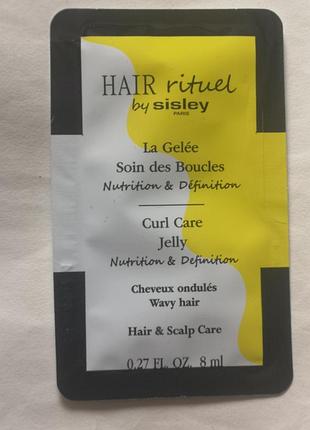 HAIR rituel
by sisley
PARIS
La Gelée
Soin des Boucles
Nutrition & Définition
Curl Care
Jelly
Nutrition & Definition
Cheveux ondulés
Wavy hair
Hair & Scalp Care
0.27 FL. OZ. 8 ml